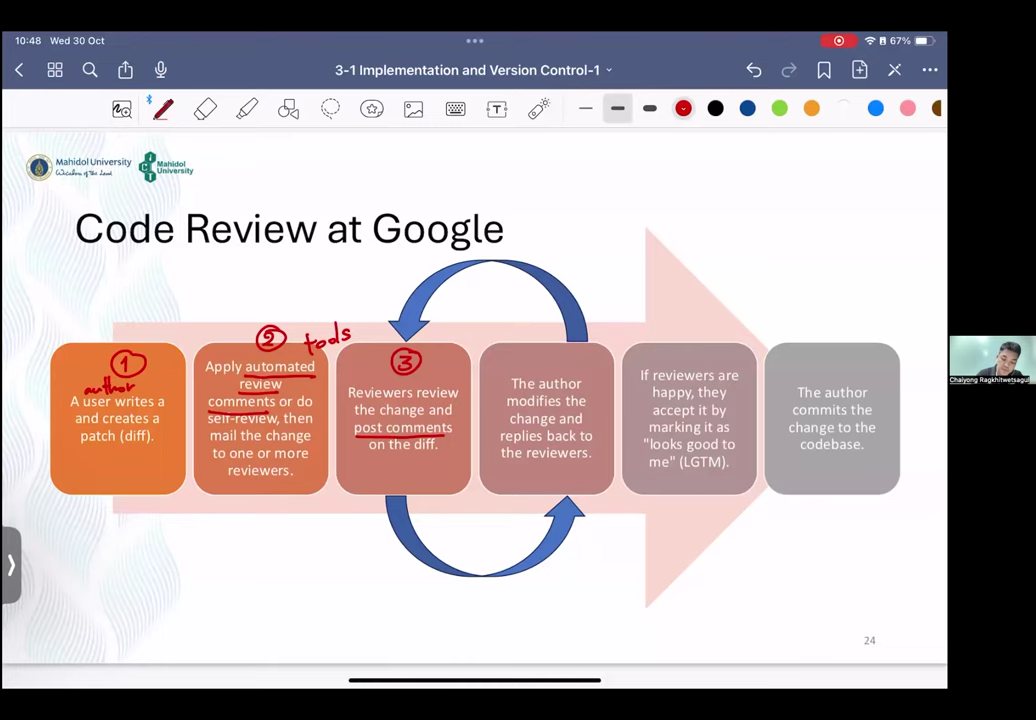 10:48 Wed 30 Oct
67%
3-1 Implementation and Version Control-1
T
Mahidol University
Wisdom of the Land
Mahidol
University
Code Review at Google
1
author
A user writes a
and creates a
patch (diff).
2 tools
Apply automated
review
comments or do
self-review, then
mail the change
to one or more
reviewers.
3
Reviewers review
the change and
post comments
on the diff.
The author
modifies the
change and
replies back to
the reviewers.
If reviewers are
happy, they
accept it by
marking it as
"looks good to
me" (LGTM).
The author
commits the
change to the
codebase.
24
Chaiyong Ragkhitwetsagul